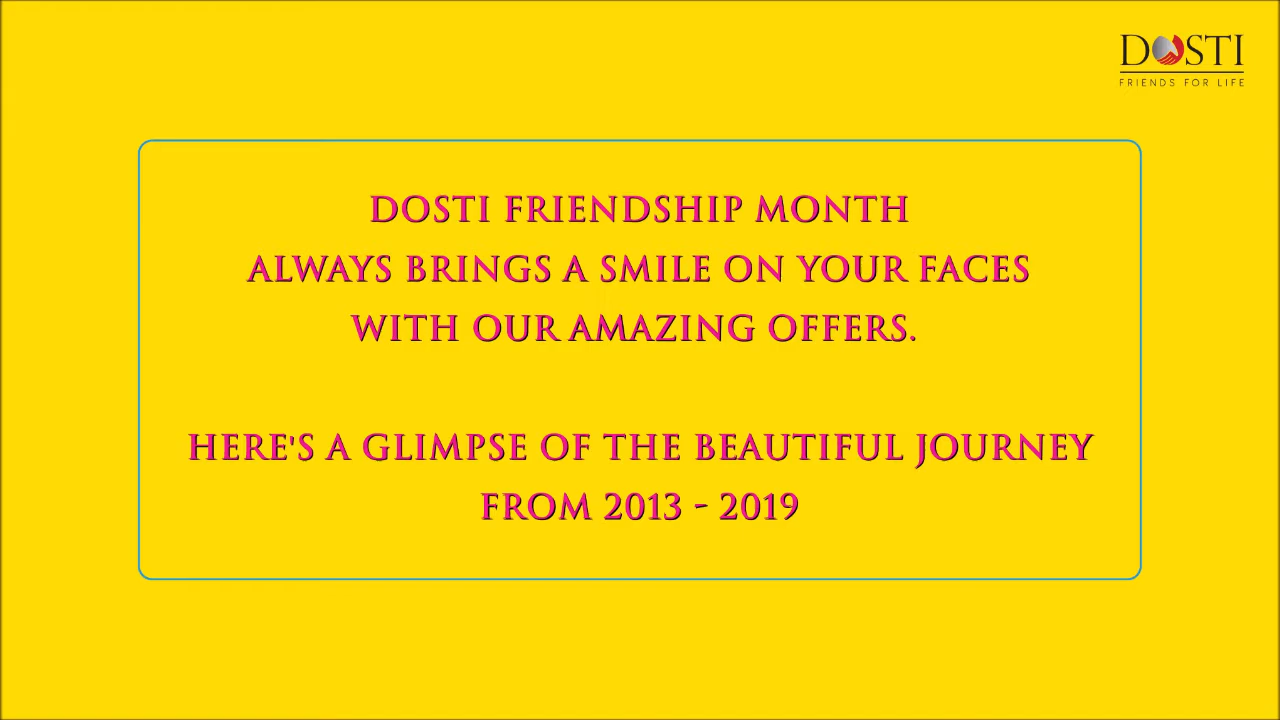 DOSTI
FRIENDS FOR LIFE
DOSTI FRIENDSHIP MONTH
ALWAYS BRINGS A SMILE ON YOUR FACES
WITH OUR AMAZING OFFERS.
HERE'S A GLIMPSE OF THE BEAUTIFUL JOURNEY
FROM 2013 - 2019